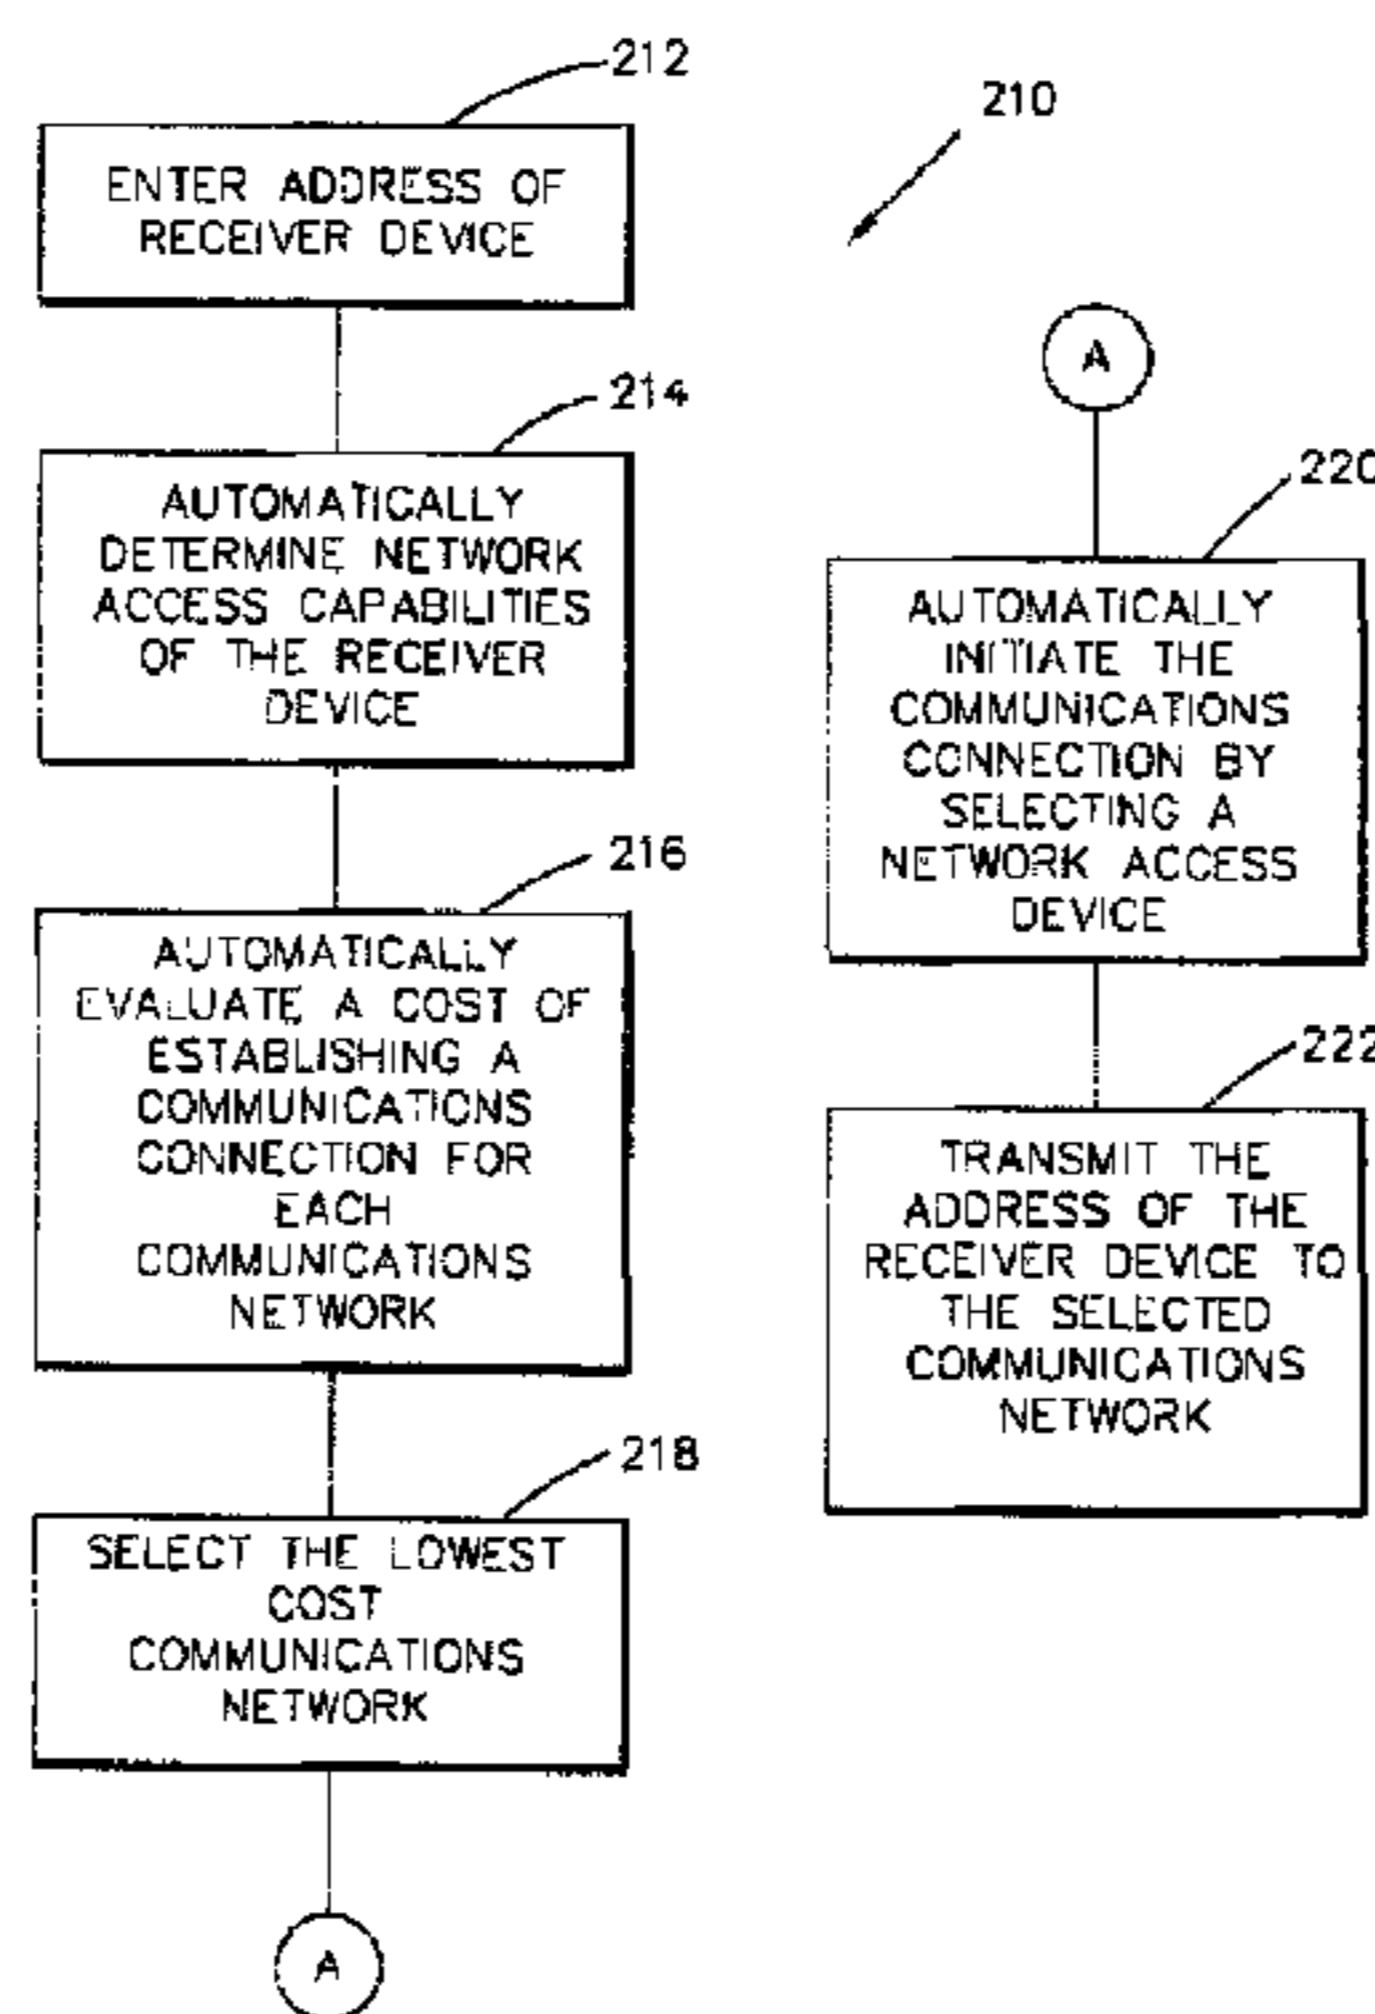 212
ENTER ADDRESS OF
RECEIVER DEVICE
214
AUTOMATICALLY
DETERMINE NETWORK
ACCESS CAPABILITIES
OF THE RECEIVER
DEVICE
216
AUTOMATICALLY
EVALUATE A COST OF
ESTABLISHING A
COMMUNICATIONS
CONNECTION FOR
EACH
COMMUNICATIONS
NETWORK
218
SELECT THE LOWEST
COST
COMMUNICATIONS
NETWORK
A
210
A
220
AUTOMATICALLY
INITIATE THE
COMMUNICATIONS
CONNECTION BY
SELECTING A
NETWORK ACCESS
DEVICE
222
TRANSMIT THE
ADDRESS OF THE
RECEIVER DEVICE TO
THE SELECTED
COMMUNICATIONS
NETWORK